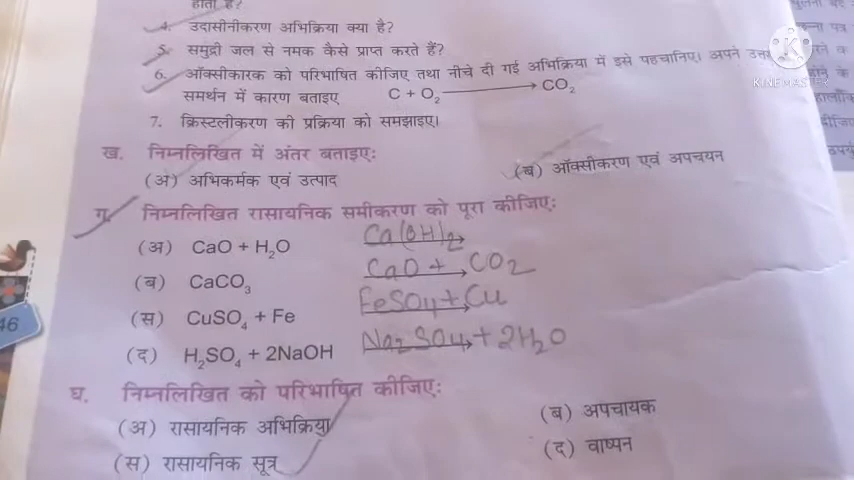 होता है?
4. उदासीनीकरण अभिक्रिया क्या है?
5. समुद्री जल से नमक कैसे प्राप्त करते हैं?
6. ऑक्सीकारक को परिभाषित कीजिए तथा नीचे दी गई अभिक्रिया में इसे पहचानिए। अपने उत्तर
समर्थन में कारण बताइए C + O₂ ⟶ CO₂
7. क्रिस्टलीकरण की प्रक्रिया को समझाइए।
ख. निम्नलिखित में अंतर बताइए:
(अ) अभिकर्मक एवं उत्पाद (ब) ऑक्सीकरण एवं अपचयन
ग. निम्नलिखित रासायनिक समीकरण को पूरा कीजिए:
(अ) CaO + H₂O ⟶ Ca(OH)₂
(ब) CaCO₃ ⟶ CaO + CO₂
(स) CuSO₄ + Fe ⟶ FeSO₄ + Cu
(द) H₂SO₄ + 2NaOH ⟶ Na₂SO₄ + 2H₂O
घ. निम्नलिखित को परिभाषित कीजिए:
(अ) रासायनिक अभिक्रिया (ब) अपचायक
(स) रासायनिक सूत्र (द) वाष्पन
46
KINEMASTER